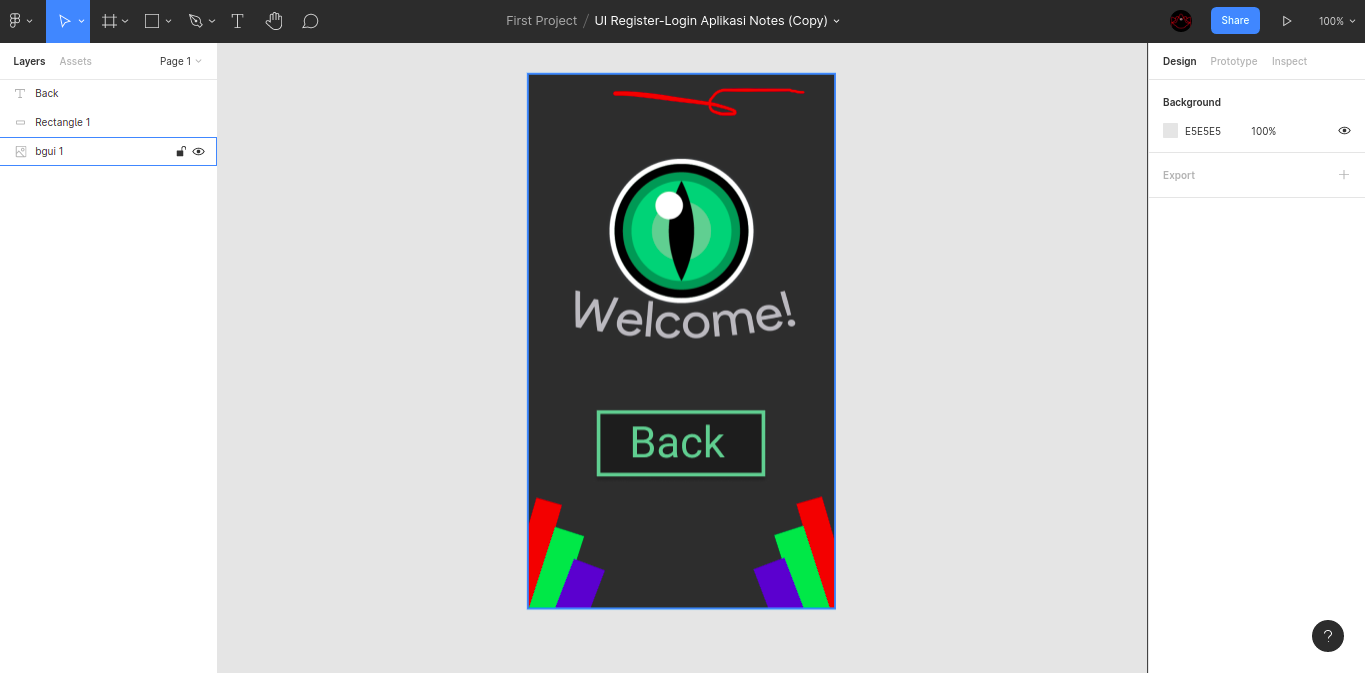 First Project / UI Register-Login Aplikasi Notes (Copy)
Share
100%
Layers
Assets
Page 1
Design
Prototype
Inspect
Back
Rectangle 1
bgui 1
Background
E5E5E5
100%
Export
Welcome!
Back
?